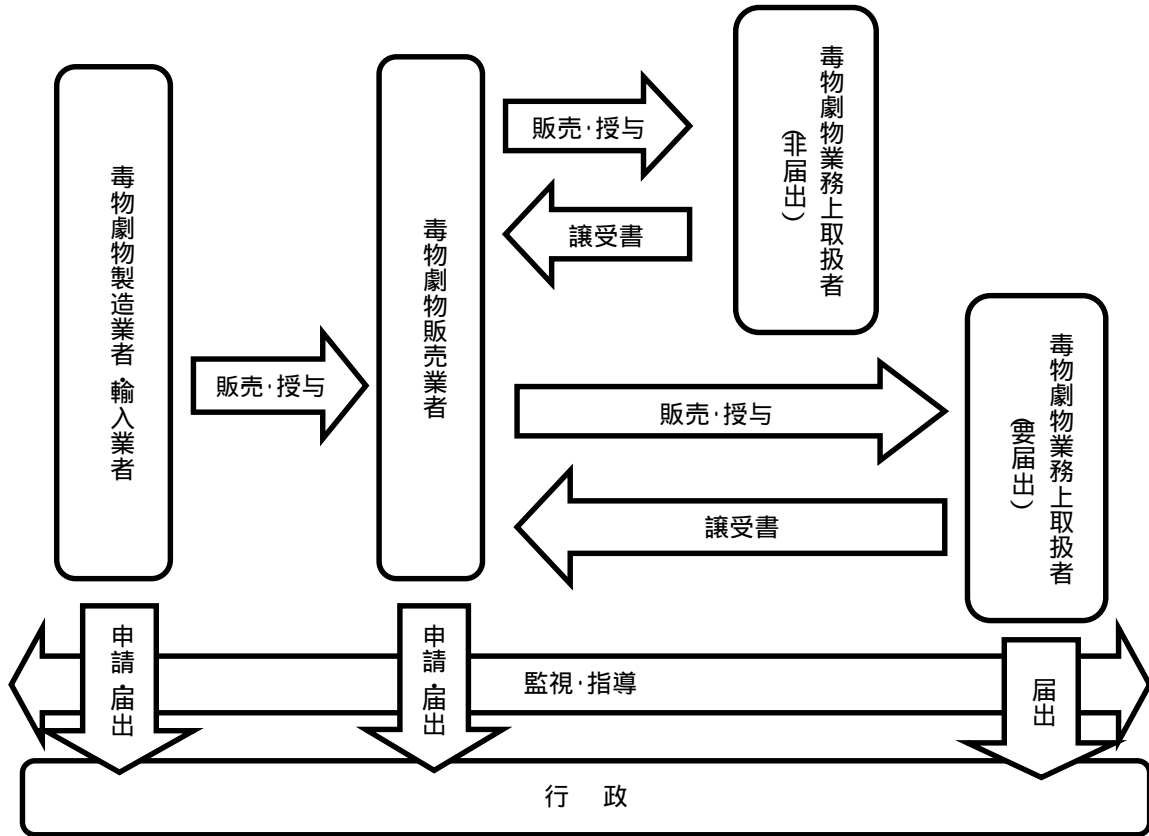 毒物劇物製造業者・輸入業者
毒物劇物販売業者
毒物劇物業務上取扱者
(非届出)
毒物劇物業務上取扱者
(要届出)
販売・授与
譲受書
販売・授与
販売・授与
譲受書
申請・届出
申請・届出
届出
監視・指導
行 政